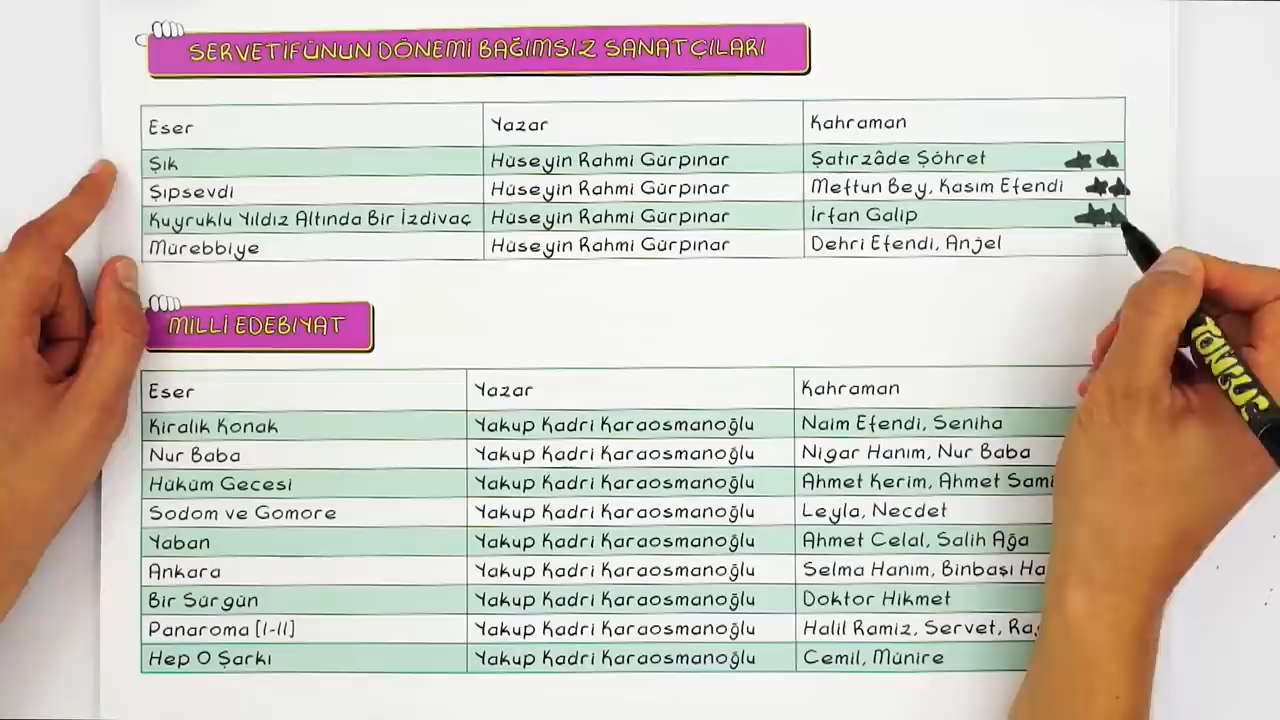 SERVETİFÜNUN DÖNEMİ BAĞIMSIZ SANATÇILARI
Eser Yazar Kahraman
Şık Hüseyin Rahmi Gürpınar Şatırzâde Şöhret
Şıpsevdi Hüseyin Rahmi Gürpınar Meftun Bey, Kasım Efendi
Kuyruklu Yıldız Altında Bir İzdivaç Hüseyin Rahmi Gürpınar İrfan Galip
Mürebbiye Hüseyin Rahmi Gürpınar Dehri Efendi, Anjel
MİLLİ EDEBİYAT
Eser Yazar Kahraman
Kiralık Konak Yakup Kadri Karaosmanoğlu Naim Efendi, Seniha
Nur Baba Yakup Kadri Karaosmanoğlu Nigar Hanım, Nur Baba
Hüküm Gecesi Yakup Kadri Karaosmanoğlu Ahmet Kerim, Ahmet Sami
Sodom ve Gomore Yakup Kadri Karaosmanoğlu Leyla, Necdet
Yaban Yakup Kadri Karaosmanoğlu Ahmet Celal, Salih Ağa
Ankara Yakup Kadri Karaosmanoğlu Selma Hanım, Binbaşı
Bir Sürgün Yakup Kadri Karaosmanoğlu Doktor Hikmet
Panaroma [I-II] Yakup Kadri Karaosmanoğlu Halil Ramiz, Servet,
Hep O Şarkı Yakup Kadri Karaosmanoğlu Cemil, Münire
TONGUÇ